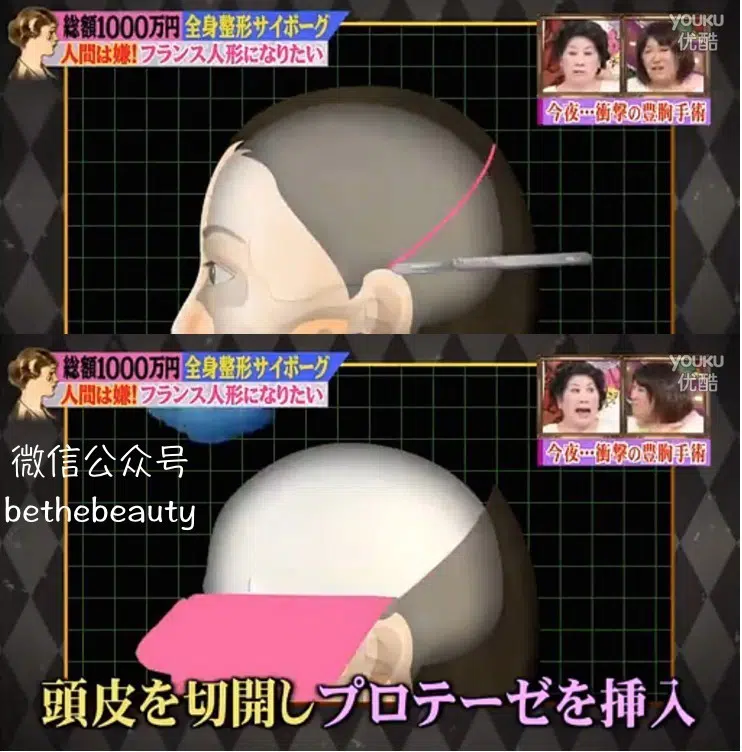 総額1000万円 全身整形サイボーグ
人間は嫌!フランス人形になりたい
YOUKU
优酷
今夜…衝撃の豊胸手術
総額1000万円 全身整形サイボーグ
人間は嫌!フランス人形になりたい
YOUKU
优酷
今夜…衝撃の豊胸手術
微信公众号
bethebeauty
頭皮を切開しプロテーゼを挿入